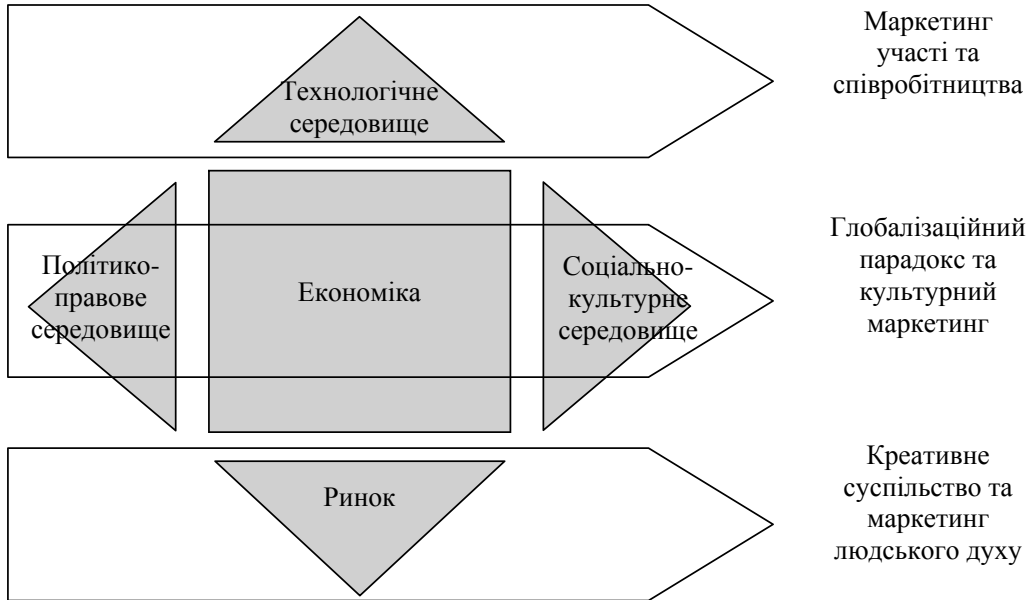 Маркетинг
участі та
співробітництва
Технологічне
середовище
Глобалізаційний
парадокс та
культурний
маркетинг
Політико-
правове
середовище
Економіка
Соціально-
культурне
середовище
Креативне
суспільство та
маркетинг
людського духу
Ринок